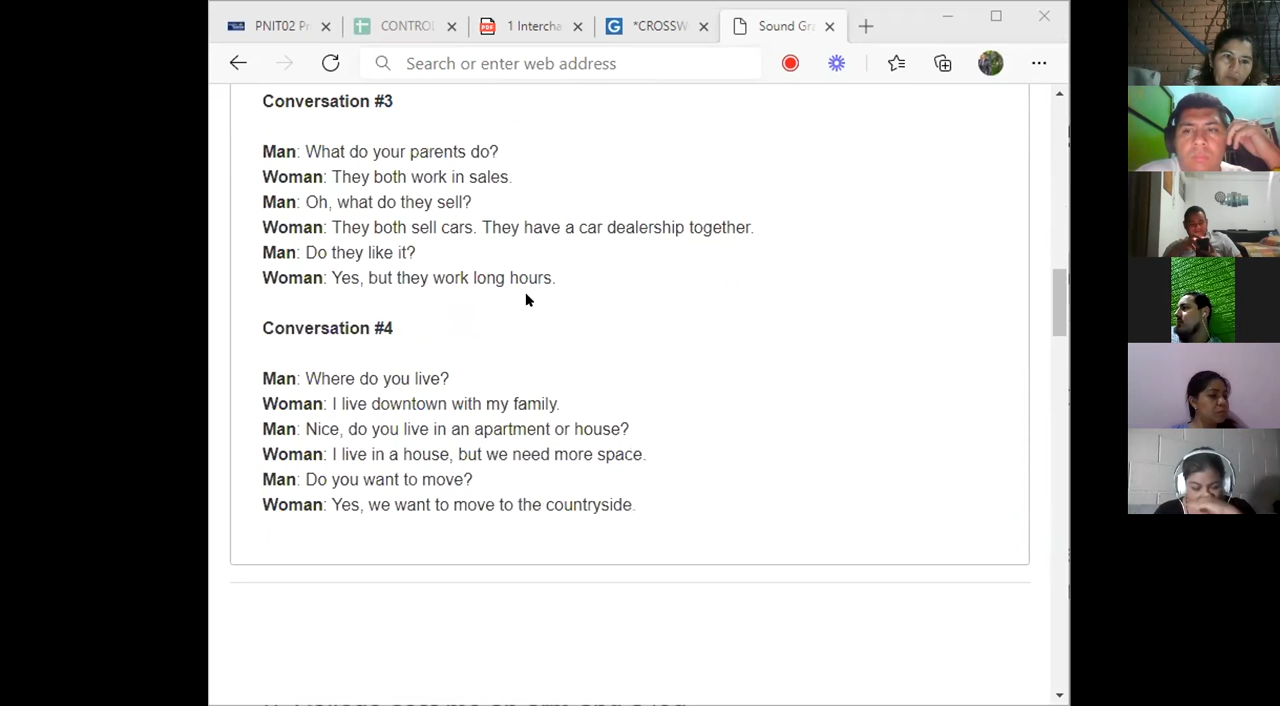 PNIT02 Pr
CONTROL
1 Intercha
*CROSSW
Sound Gra
Search or enter web address
Conversation #3
Man: What do your parents do?
Woman: They both work in sales.
Man: Oh, what do they sell?
Woman: They both sell cars. They have a car dealership together.
Man: Do they like it?
Woman: Yes, but they work long hours.
Conversation #4
Man: Where do you live?
Woman: I live downtown with my family.
Man: Nice, do you live in an apartment or house?
Woman: I live in a house, but we need more space.
Man: Do you want to move?
Woman: Yes, we want to move to the countryside.